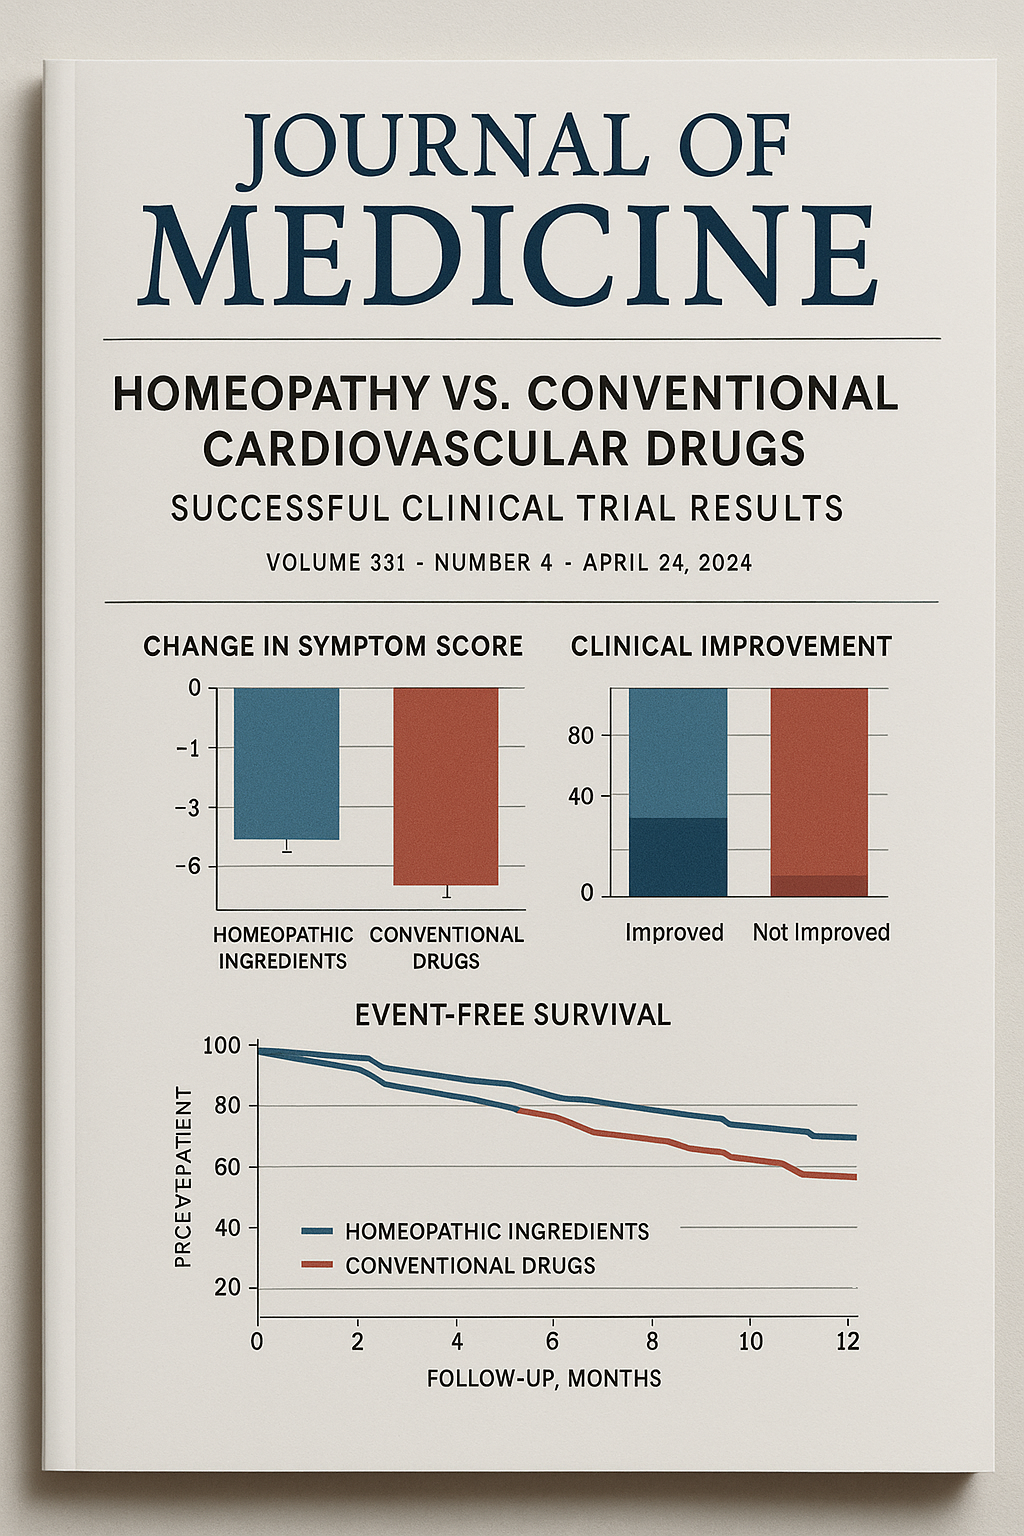 JOURNAL OF
MEDICINE
HOMEOPATHY VS. CONVENTIONAL
CARDIOVASCULAR DRUGS
SUCCESSFUL CLINICAL TRIAL RESULTS
VOLUME 331 - NUMBER 4 - APRIL 24, 2024
CHANGE IN SYMPTOM SCORE
0
−1
−3
−6
HOMEOPATHIC
INGREDIENTS
CONVENTIONAL
DRUGS
CLINICAL IMPROVEMENT
80
40
0
Improved
Not Improved
EVENT-FREE SURVIVAL
100
80
60
40
20
HOMEOPATHIC INGREDIENTS
CONVENTIONAL DRUGS
0 2 4 6 8 10 12
FOLLOW-UP, MONTHS